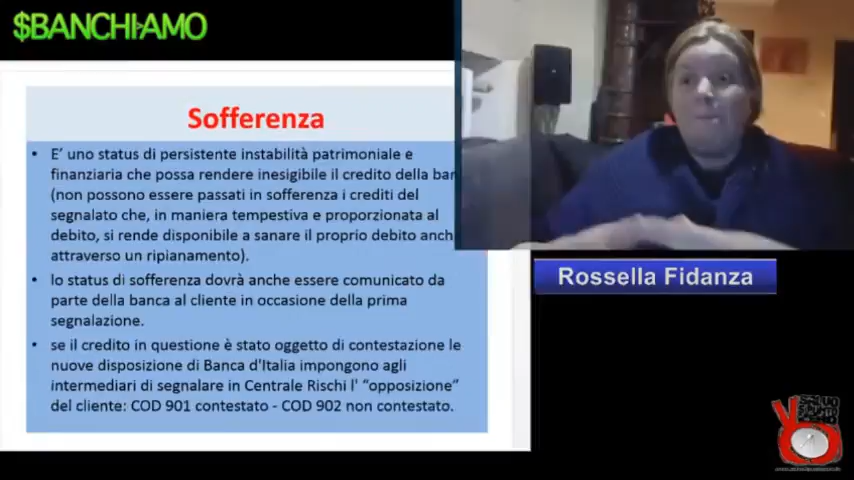 $BANCHIAMO
Sofferenza
• E' uno status di persistente instabilità patrimoniale e
finanziaria che possa rendere inesigibile il credito della
(non possono essere passati in sofferenza i crediti del
segnalato che, in maniera tempestiva e proporzionata al
debito, si rende disponibile a sanare il proprio debito
attraverso un ripianamento).
• lo status di sofferenza dovrà anche essere comunicato da
parte della banca al cliente in occasione della prima
segnalazione.
• se il credito in questione è stato oggetto di contestazione le
nuove disposizione di Banca d'Italia impongono agli
intermediari di segnalare in Centrale Rischi l' “opposizione”
del cliente: COD 901 contestato - COD 902 non contestato.
Rossella Fidanza